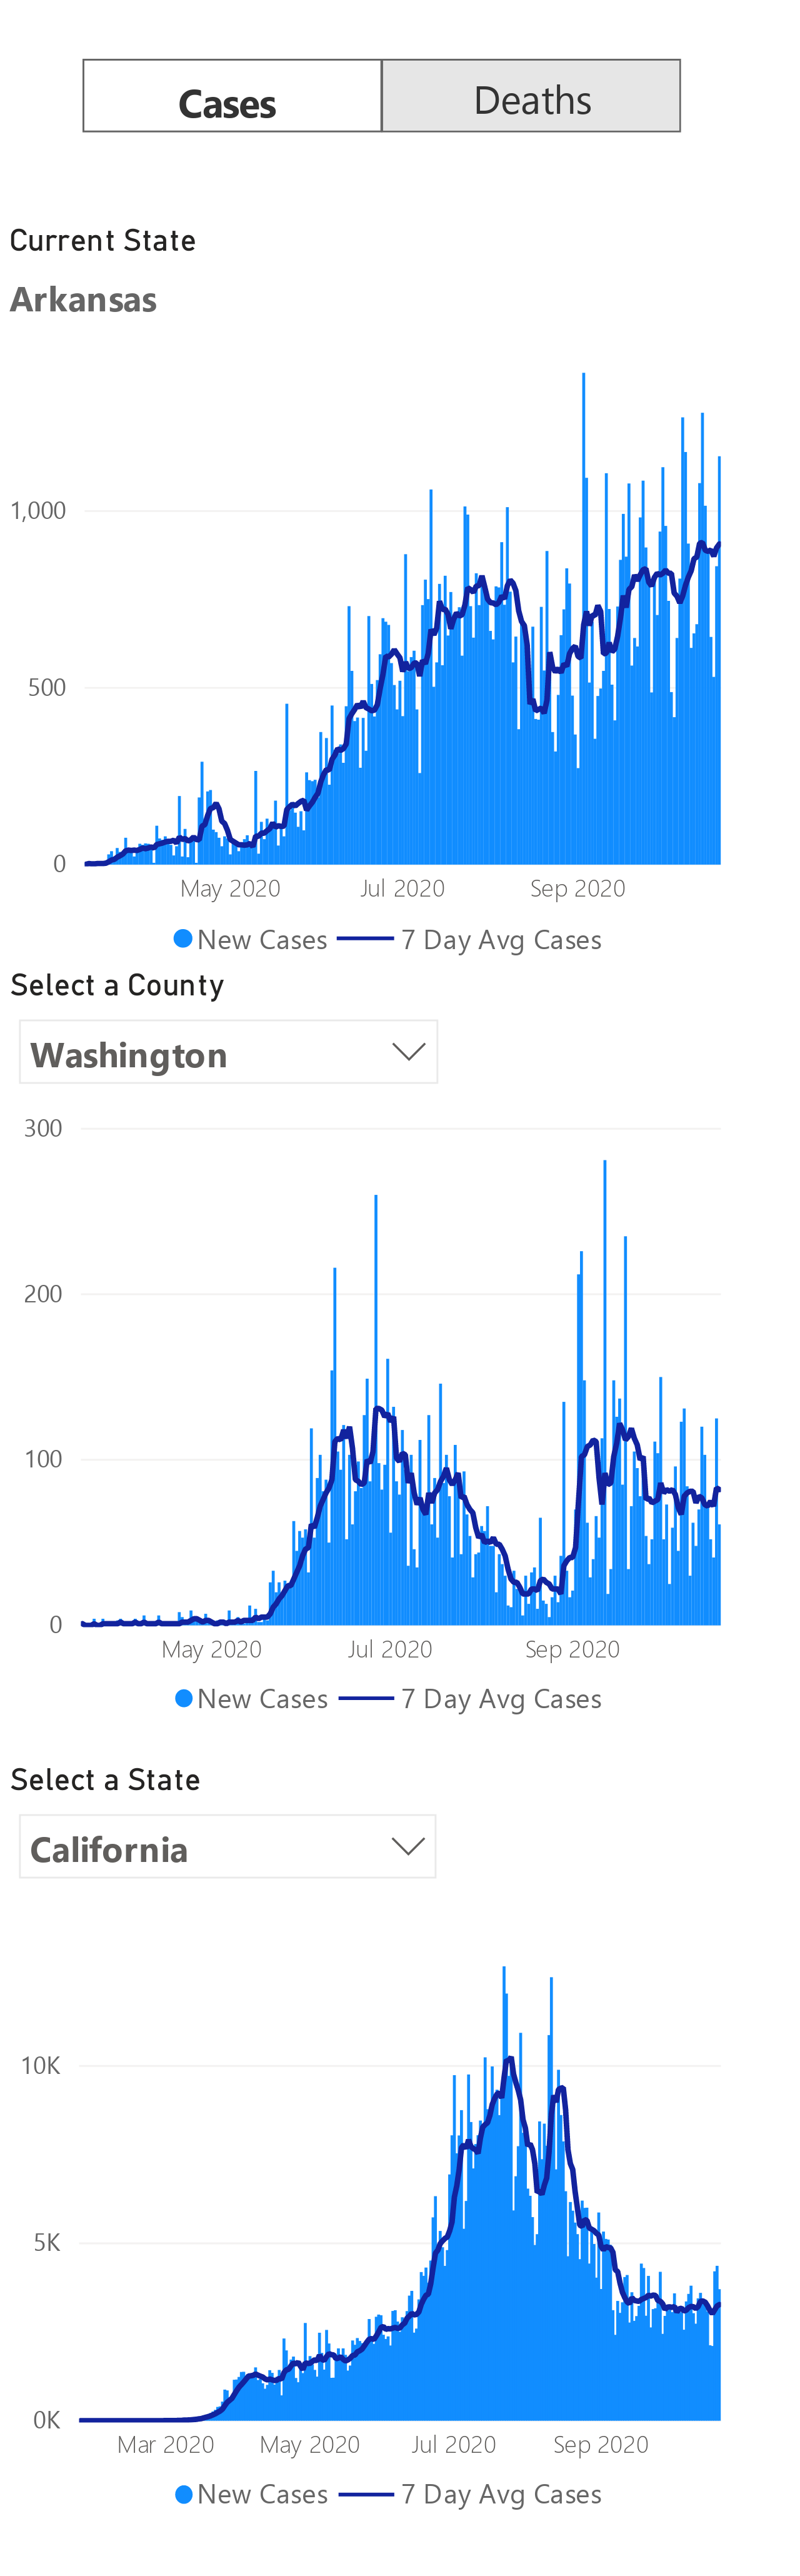 Cases Deaths
Current State
Arkansas
1,000
500
0
May 2020 Jul 2020 Sep 2020
New Cases 7 Day Avg Cases
Select a County
Washington
300
200
100
0
May 2020 Jul 2020 Sep 2020
New Cases 7 Day Avg Cases
Select a State
California
10K
5K
0K
Mar 2020 May 2020 Jul 2020 Sep 2020
New Cases 7 Day Avg Cases